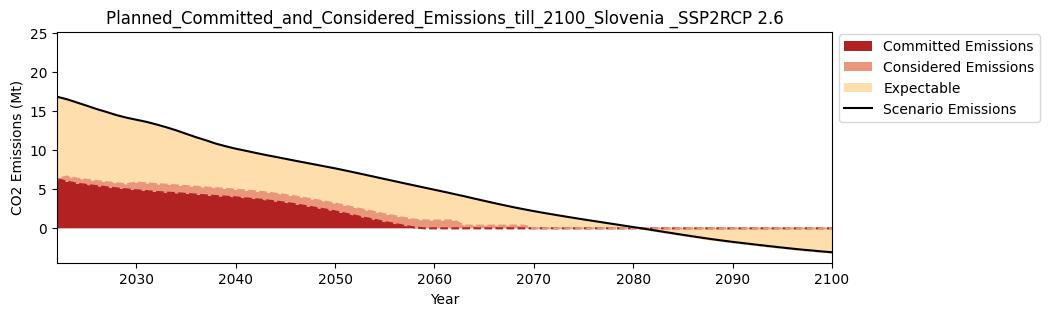 Planned_Committed_and_Considered_Emissions_till_2100_Slovenia _SSP2RCP 2.6
25
20
15
10
5
0
CO2 Emissions (Mt)
2030 2040 2050 2060 2070 2080 2090 2100
Year
Committed Emissions
Considered Emissions
Expectable
Scenario Emissions